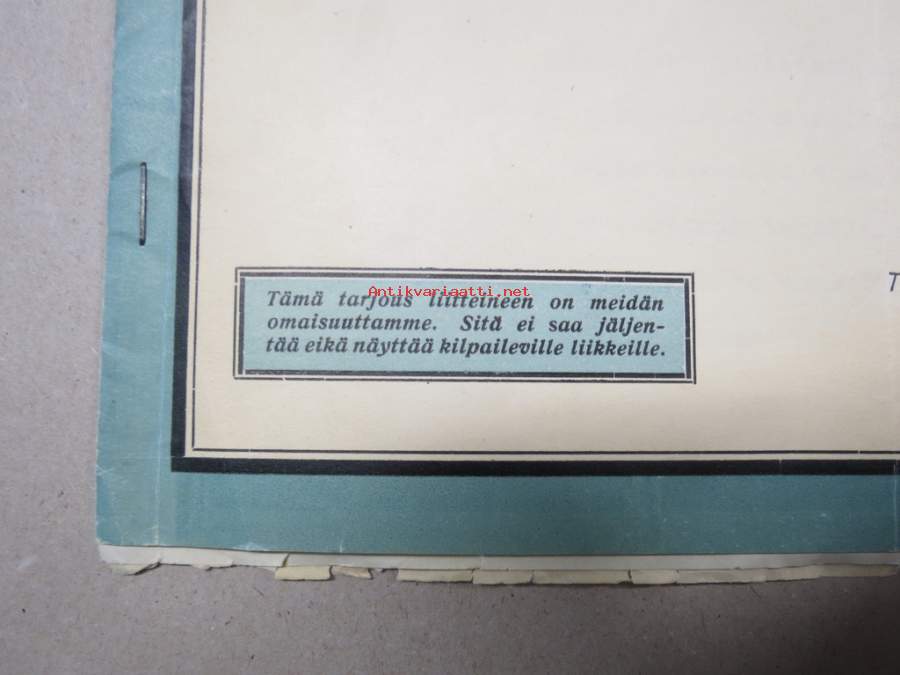 Antikvariaatti.net
Tämä tarjous liitteineen on meidän
omaisuuttamme. Sitä ei saa jäljen-
tää eikä näyttää kilpaileville liikkeille.
T